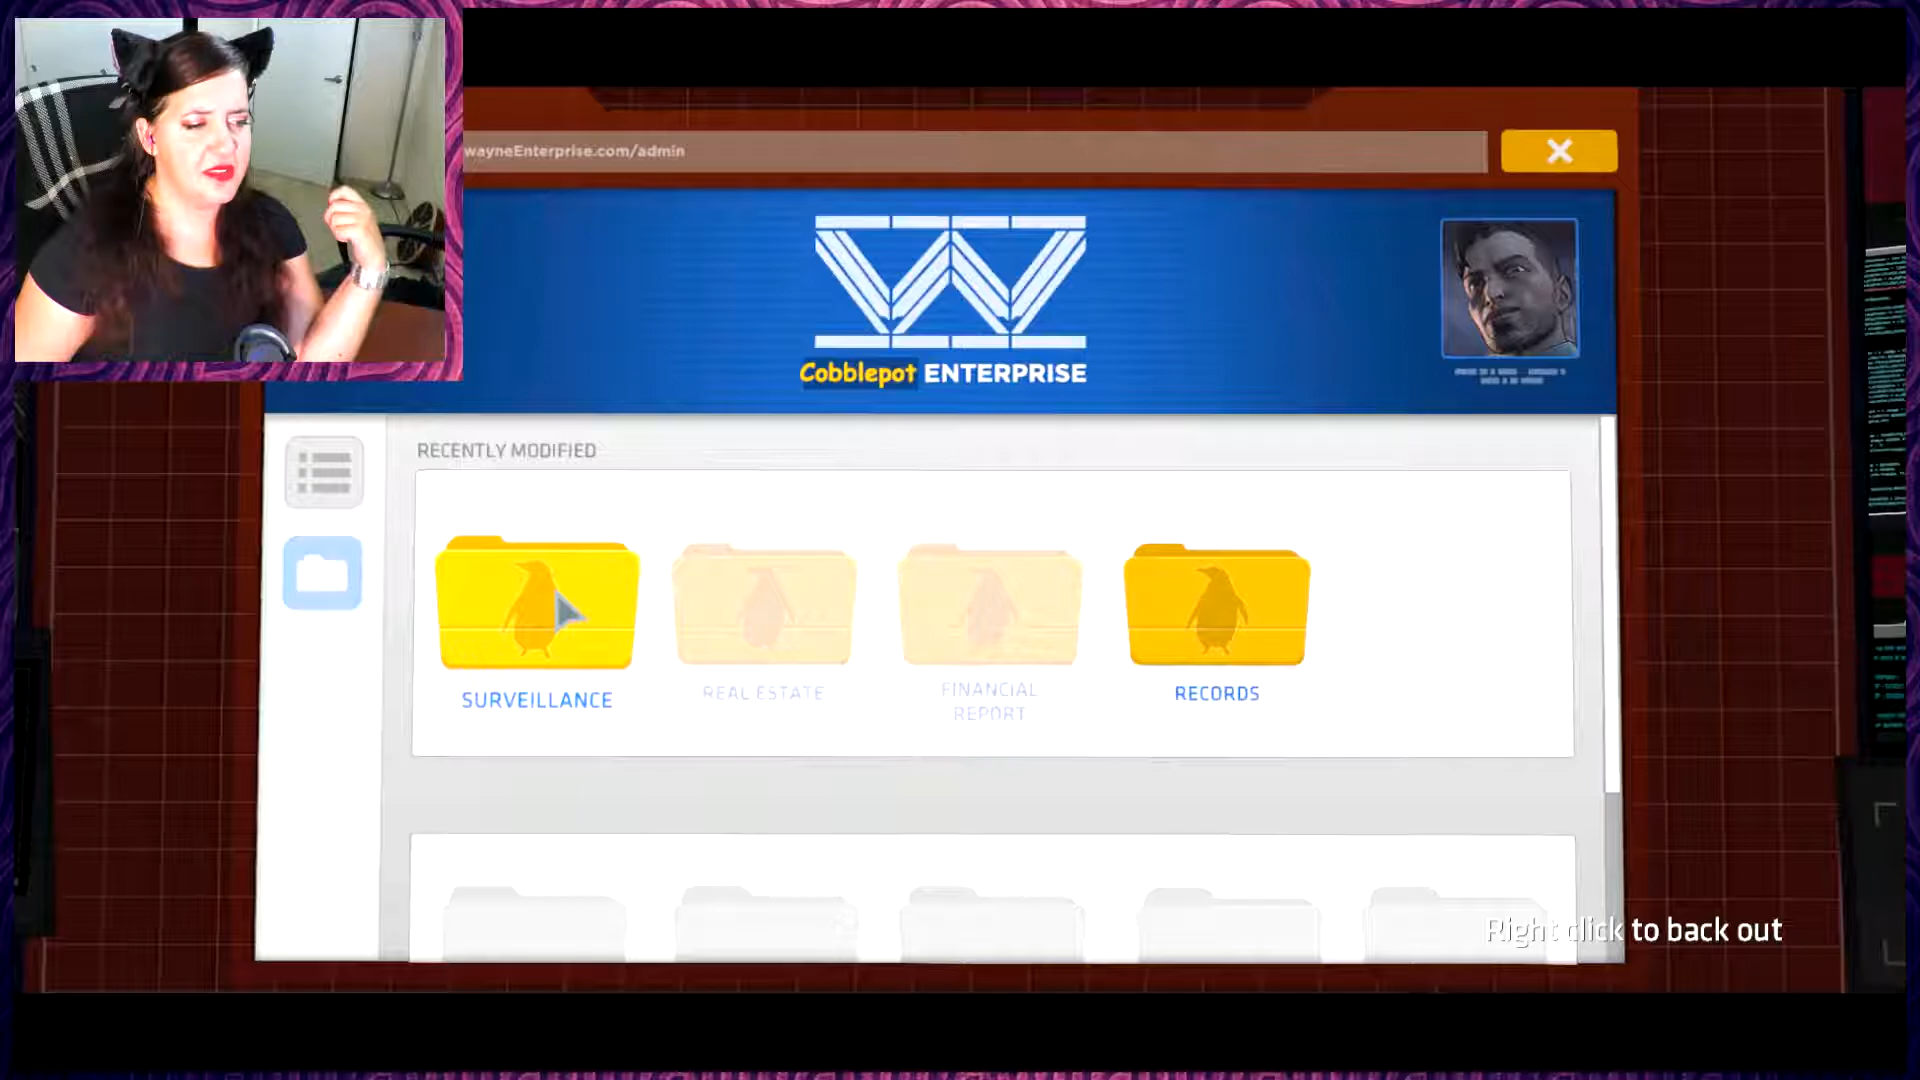 wayneEnterprise.com/admin
Cobblepot ENTERPRISE
RECENTLY MODIFIED
SURVEILLANCE
REAL ESTATE
FINANCIAL
REPORT
RECORDS
Right click to back out